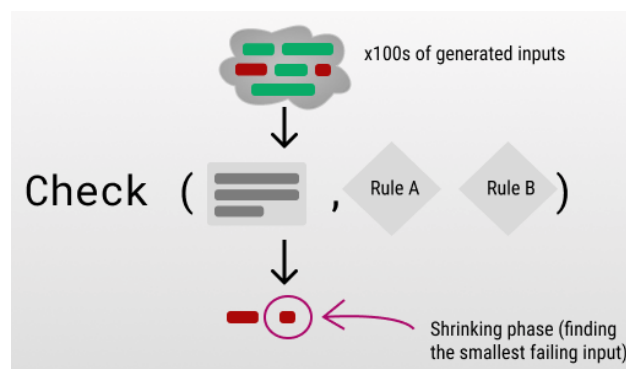 x100s of generated inputs
Check ( , Rule A Rule B )
Shrinking phase (finding
the smallest failing input)